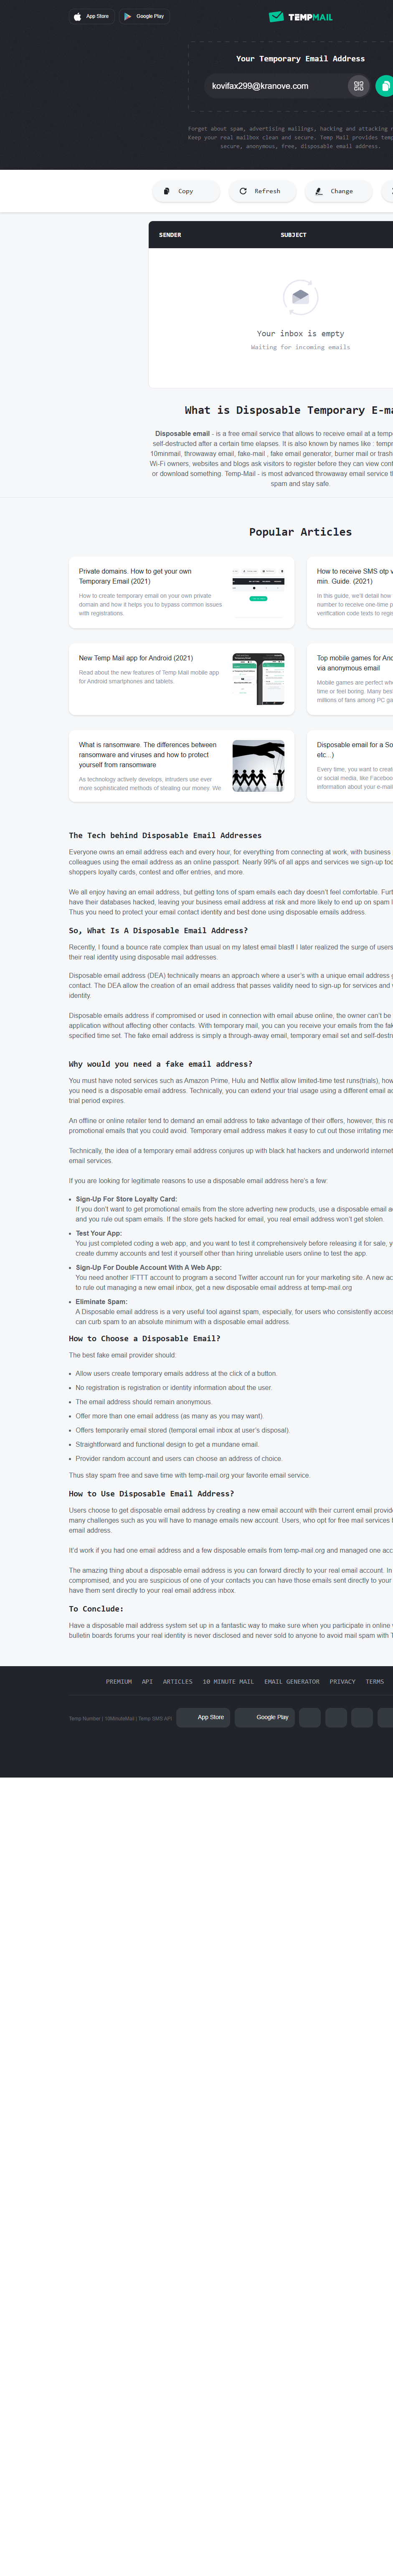 App Store
Google Play
TEMPMAIL
Your Temporary Email Address
kovifax299@kranove.com
Forget about spam, advertising mailings, hacking and attacking
Keep your real mailbox clean and secure. Temp Mail provides
secure, anonymous, free, disposable email address.
Copy
Refresh
Change
SENDER
SUBJECT
Your inbox is empty
Waiting for incoming emails
What is Disposable Temporary
Disposable email - is a free email service that allows to receive email at a
self-destructed after a certain time elapses. It is also known by names like :
10minmail, throwaway email, fake-mail , fake email generator, burner mail or
Wi-Fi owners, websites and blogs ask visitors to register before they can view
or download something. Temp-Mail - is most advanced throwaway email service
spam and stay safe.
Popular Articles
Private domains. How to get your own
Temporary Email (2021)
How to create temporary email on your own private
domain and how it helps you to bypass common issues
with registrations.
How to receive SMS otp
min. Guide. (2021)
In this guide, we'll detail how
number to receive one-time
verification code texts to
New Temp Mail app for Android (2021)
Read about the new features of Temp Mail mobile app
for Android smartphones and tablets.
Top mobile games for
via anonymous email
Mobile games are perfect
time or feel boring. Many
millions of fans among PC
What is ransomware. The differences between
ransomware and viruses and how to protect
yourself from ransomware
As technology actively develops, intruders use ever
more sophisticated methods of stealing our money. We
Disposable email for a
etc...)
Every time, you want to
or social media, like Facebook
information about your
The Tech behind Disposable Email Addresses
Everyone owns an email address each and every hour, for everything from connecting at work, with business
colleagues using the email address as an online passport. Nearly 99% of all apps and services we sign-up
shoppers loyalty cards, contest and offer entries, and more.
We all enjoy having an email address, but getting tons of spam emails each day doesn't feel comfortable.
have their databases hacked, leaving your business email address at risk and more likely to end up on spam
Thus you need to protect your email contact identity and best done using disposable emails address.
So, What Is A Disposable Email Address?
Recently, I found a bounce rate complex than usual on my latest email blast! I later realized the surge of users
their real identity using disposable mail addresses.
Disposable email address (DEA) technically means an approach where a user's with a unique email address
contact. The DEA allow the creation of an email address that passes validity need to sign-up for services and
identity.
Disposable emails address if compromised or used in connection with email abuse online, the owner can't be
application without affecting other contacts. With temporary mail, you can you receive your emails from the
specified time set. The fake email address is simply a through-away email, temporary email set and
Why would you need a fake email address?
You must have noted services such as Amazon Prime, Hulu and Netflix allow limited-time test runs(trials),
you need is a disposable email address. Technically, you can extend your trial usage using a different email
trial period expires.
An offline or online retailer tend to demand an email address to take advantage of their offers, however, this
promotional emails that you could avoid. Temporary email address makes it easy to cut out those irritating
Technically, the idea of a temporary email address conjures up with black hat hackers and underworld
email services.
If you are looking for legitimate reasons to use a disposable email address here's a few:
• Sign-Up For Store Loyalty Card:
If you don't want to get promotional emails from the store adverting new products, use a disposable email
and you rule out spam emails. If the store gets hacked for email, you real email address won't get stolen.
• Test Your App:
You just completed coding a web app, and you want to test it comprehensively before releasing it for sale,
create dummy accounts and test it yourself other than hiring unreliable users online to test the app.
• Sign-Up For Double Account With A Web App:
You need another IFTTT account to program a second Twitter account run for your marketing site. A new
to rule out managing a new email inbox, get a new disposable email address at temp-mail.org
• Eliminate Spam:
A Disposable email address is a very useful tool against spam, especially, for users who consistently
can curb spam to an absolute minimum with a disposable email address.
How to Choose a Disposable Email?
The best fake email provider should:
• Allow users create temporary emails address at the click of a button.
• No registration is registration or identity information about the user.
• The email address should remain anonymous.
• Offer more than one email address (as many as you may want).
• Offers temporarily email stored (temporal email inbox at user's disposal).
• Straightforward and functional design to get a mundane email.
• Provider random account and users can choose an address of choice.
Thus stay spam free and save time with temp-mail.org your favorite email service.
How to Use Disposable Email Address?
Users choose to get disposable email address by creating a new email account with their current email
many challenges such as you will have to manage emails new account. Users, who opt for free mail services
email address.
It'd work if you had one email address and a few disposable emails from temp-mail.org and managed one
The amazing thing about a disposable email address is you can forward directly to your real email account. In
compromised, and you are suspicious of one of your contacts you can have those emails sent directly to your
have them sent directly to your real email address inbox.
To Conclude:
Have a disposable mail address system set up in a fantastic way to make sure when you participate in online
bulletin boards forums your real identity is never disclosed and never sold to anyone to avoid mail spam with
PREMIUM API ARTICLES 10 MINUTE MAIL EMAIL GENERATOR PRIVACY TERMS
Temp Number | 10MinuteMail | Temp SMS API
App Store
Google Play